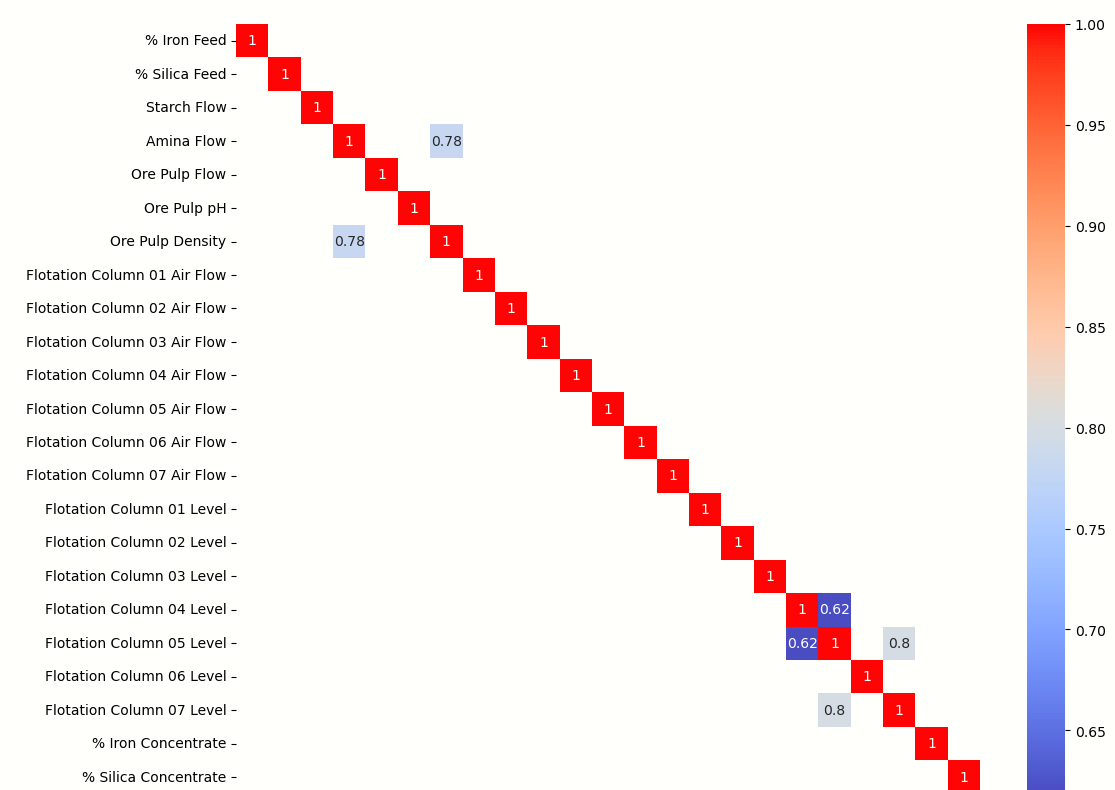 % Iron Feed 1 1.00
% Silica Feed 1
Starch Flow 1
0.95
Amina Flow 1 0.78
Ore Pulp Flow 1
Ore Pulp pH 1
0.90
Ore Pulp Density 0.78 1
Flotation Column 01 Air Flow 1
Flotation Column 02 Air Flow 1
0.85
Flotation Column 03 Air Flow 1
Flotation Column 04 Air Flow 1
Flotation Column 05 Air Flow 1
0.80
Flotation Column 06 Air Flow 1
Flotation Column 07 Air Flow 1
Flotation Column 01 Level 1
0.75
Flotation Column 02 Level 1
Flotation Column 03 Level 1
Flotation Column 04 Level 1 0.62
0.70
Flotation Column 05 Level 0.62 1 0.8
Flotation Column 06 Level 1
Flotation Column 07 Level 0.8 1
0.65
% Iron Concentrate 1
% Silica Concentrate 1